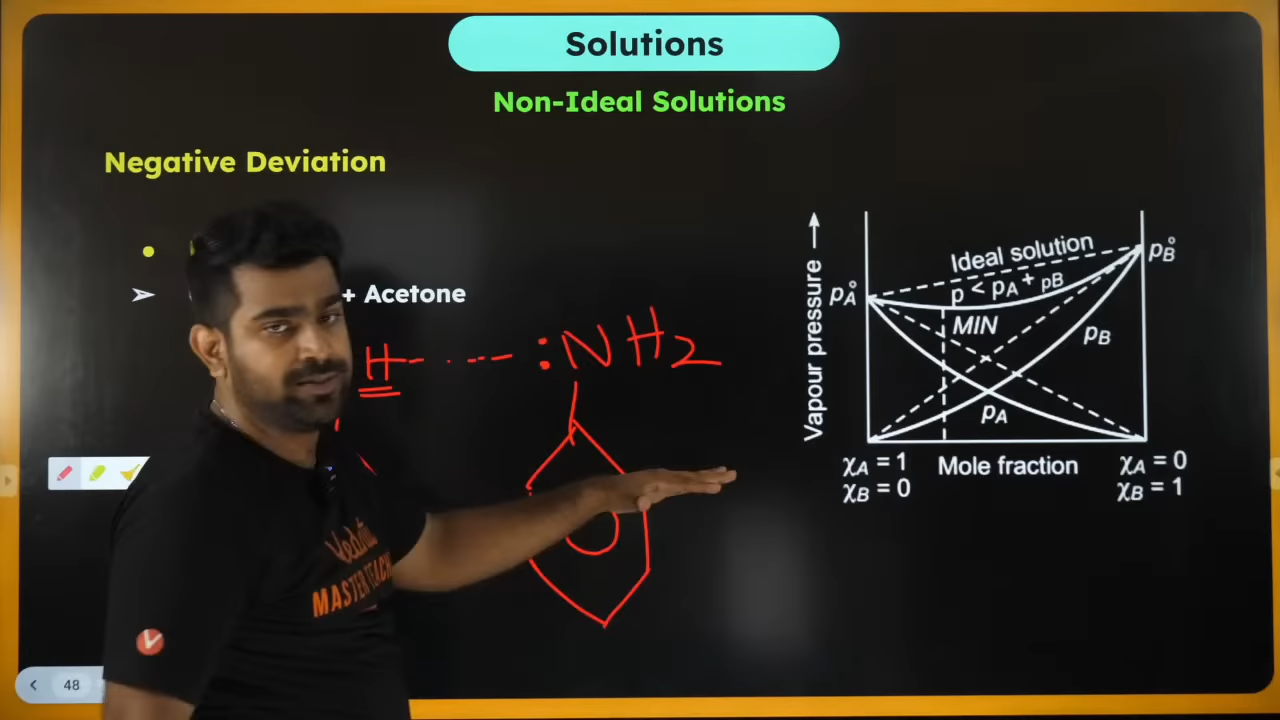 Solutions
Non-Ideal Solutions
Negative Deviation
+ Acetone
H :NH2
Vapour pressure
p°A
Ideal solution
p < pA + pB
MIN
p°B
pB
pA
χA = 1
χB = 0
Mole fraction
χA = 0
χB = 1
MASTER TEACHE
V
48